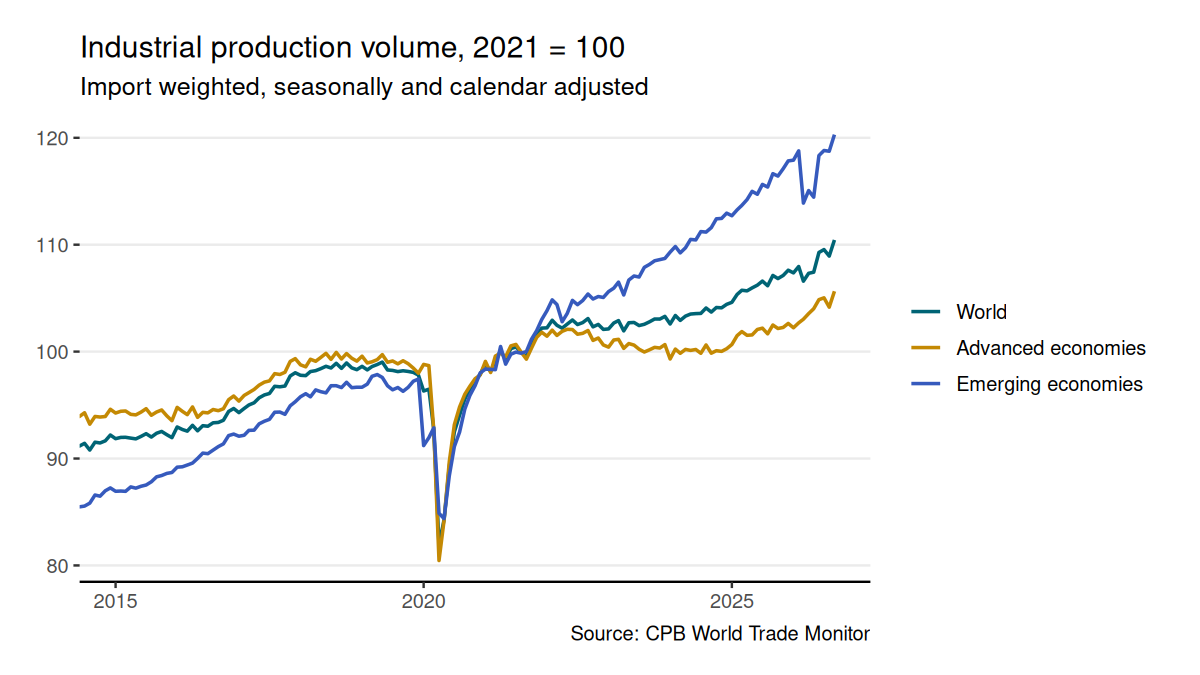 Industrial production volume, 2021 = 100
Import weighted, seasonally and calendar adjusted
120
110
100
90
80
2015 2020 2025
World
Advanced economies
Emerging economies
Source: CPB World Trade Monitor